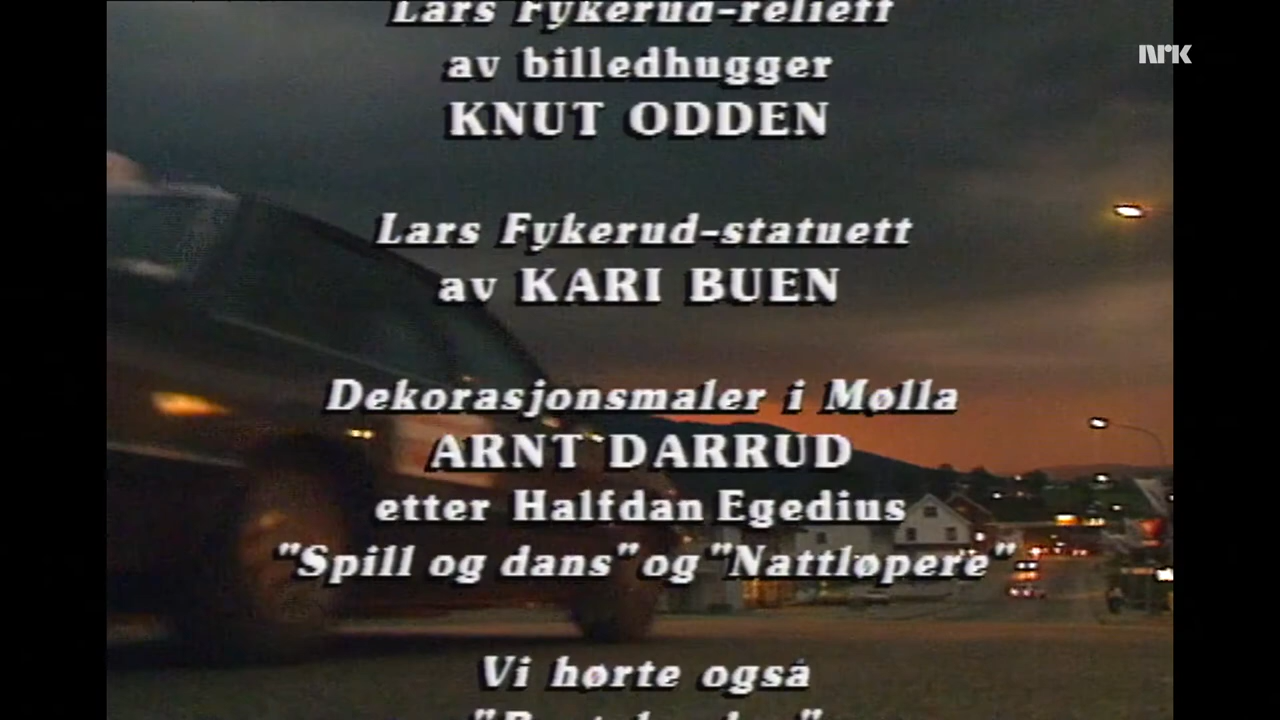 Lars Fykerud-relieff
av billedhugger
KNUT ODDEN
Lars Fykerud-statuett
av KARI BUEN
Dekorasjonsmaler i Mølla
ARNT DARRUD
etter Halfdan Egedius
"Spill og dans" og "Nattløpere"
Vi hørte også
NRK